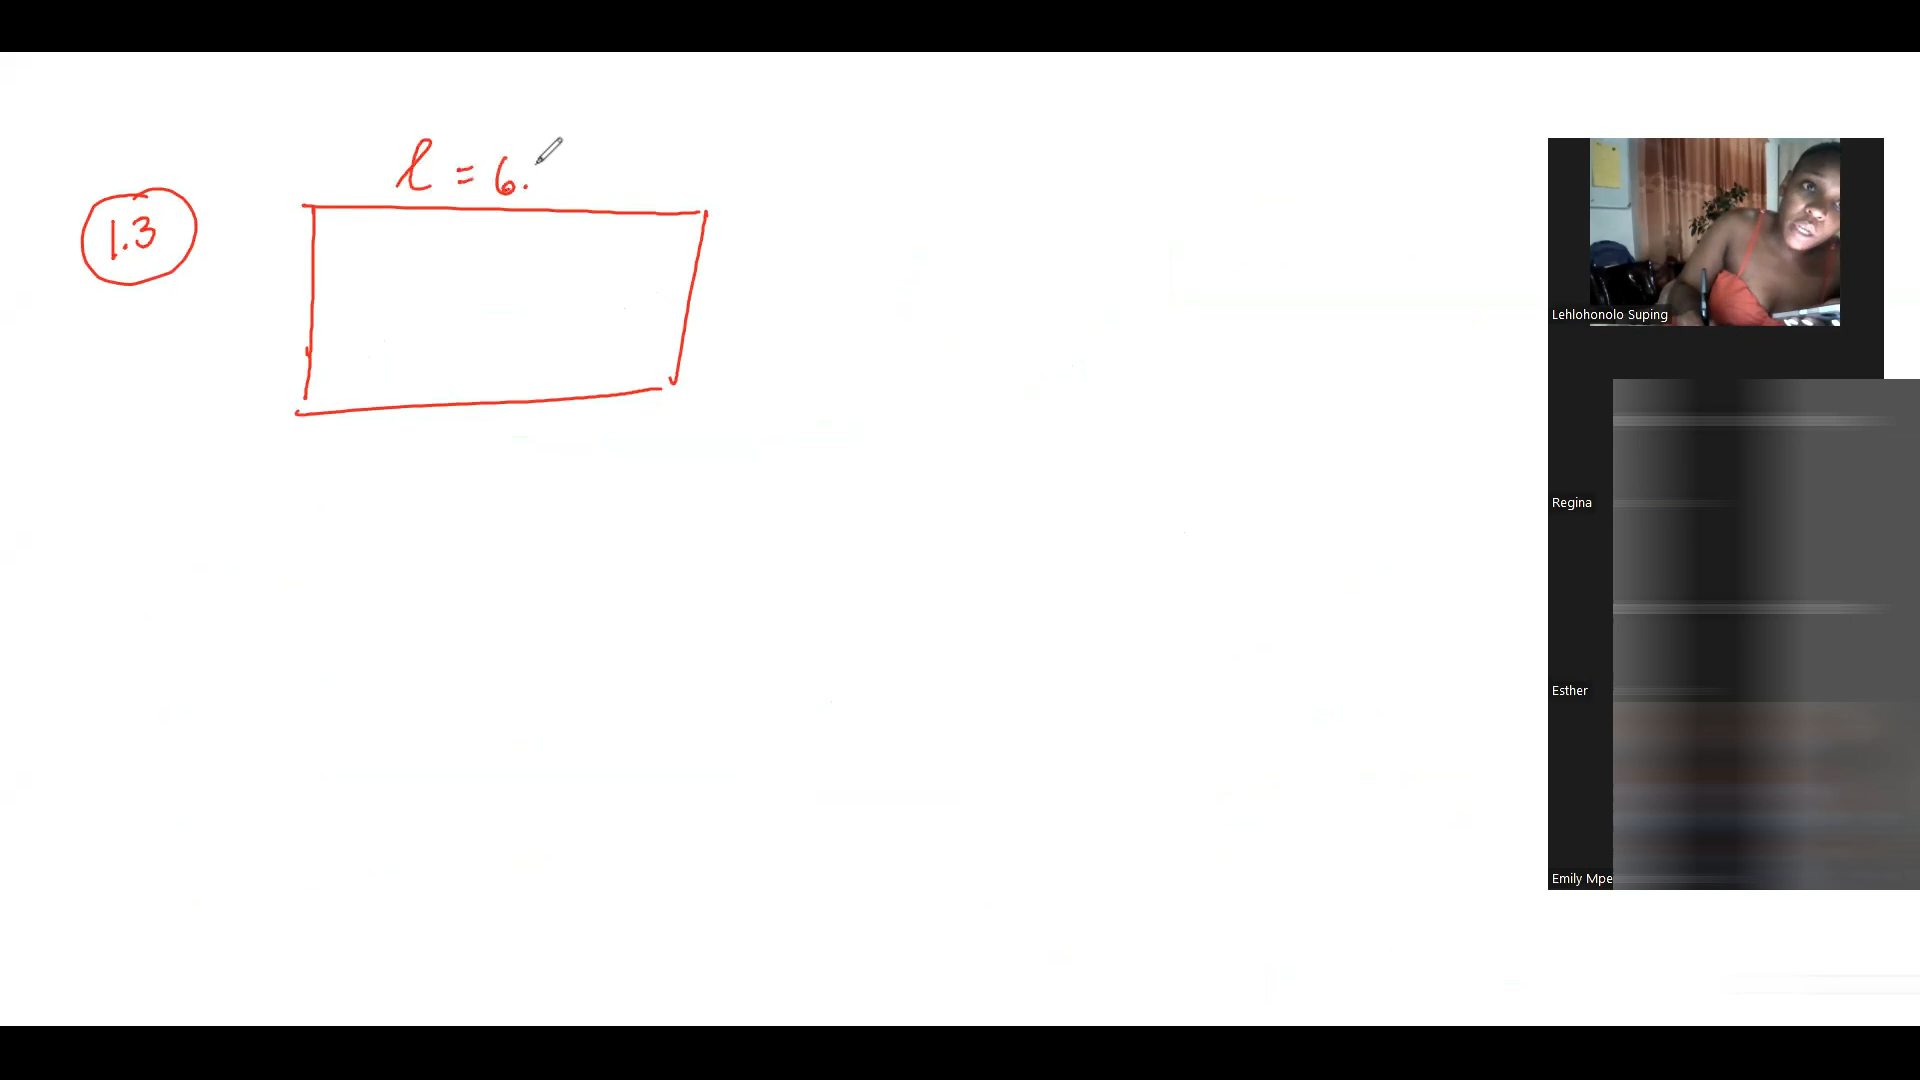 l = 6.
1.3
Lehlohonolo Suping
Regina
Esther
Emily Mpe